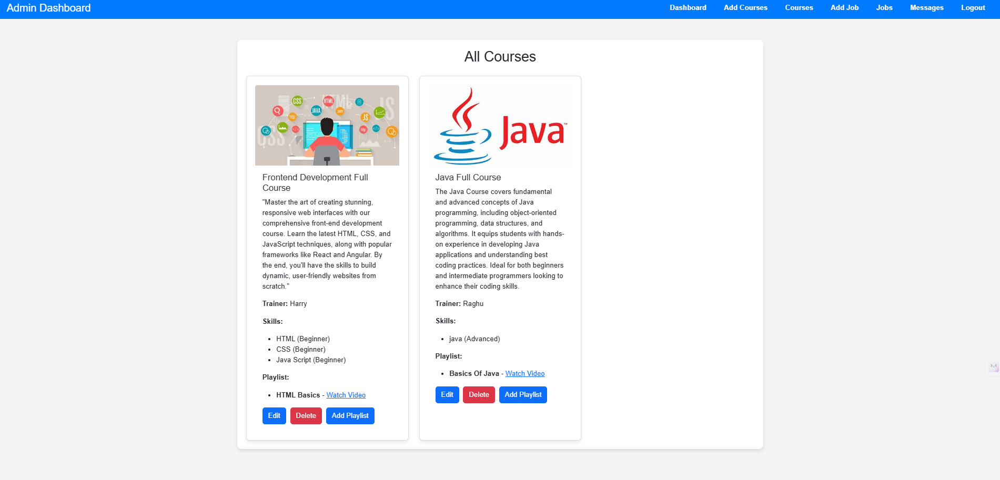 Admin Dashboard
Dashboard Add Courses Courses Add Job Jobs Messages Logout
All Courses
CSS
HTML
JAVA
.com
http
JS
http
</>
</>
HTML
JS
CSS
Frontend Development Full
Course
"Master the art of creating stunning,
responsive web interfaces with our
comprehensive front-end development
course. Learn the latest HTML, CSS, and
JavaScript techniques, along with popular
frameworks like React and Angular. By
the end, you'll have the skills to build
dynamic, user-friendly websites from
scratch."
Trainer: Harry
Skills:
• HTML (Beginner)
• CSS (Beginner)
• Java Script (Beginner)
Playlist:
• HTML Basics - Watch Video
Edit Delete Add Playlist
Java™
Java Full Course
The Java Course covers fundamental
and advanced concepts of Java
programming, including object-oriented
programming, data structures, and
algorithms. It equips students with hands-
on experience in developing Java
applications and understanding best
coding practices. Ideal for both beginners
and intermediate programmers looking to
enhance their coding skills.
Trainer: Raghu
Skills:
• java (Advanced)
Playlist:
• Basics Of Java - Watch Video
Edit Delete Add Playlist